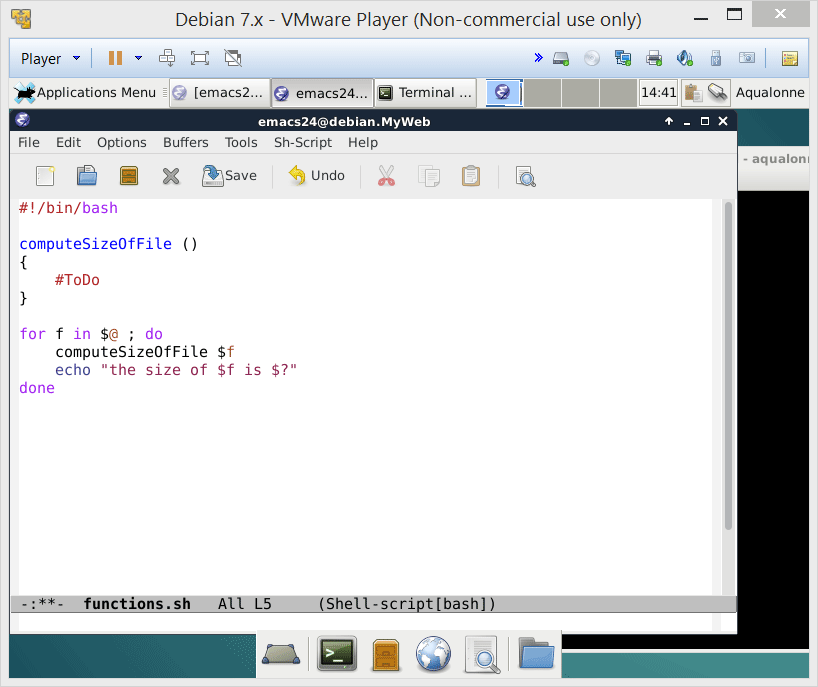 Debian 7.x - VMware Player (Non-commercial use only)
Player
Applications Menu [emacs2... emacs24... Terminal ... 14:41 Aqualonne
emacs24@debian.MyWeb
File Edit Options Buffers Tools Sh-Script Help
- aqualonn
Save Undo
#!/bin/bash
computeSizeOfFile ()
{
#ToDo
}
for f in $@ ; do
computeSizeOfFile $f
echo "the size of $f is $?"
done
-:**- functions.sh All L5 (Shell-script[bash])